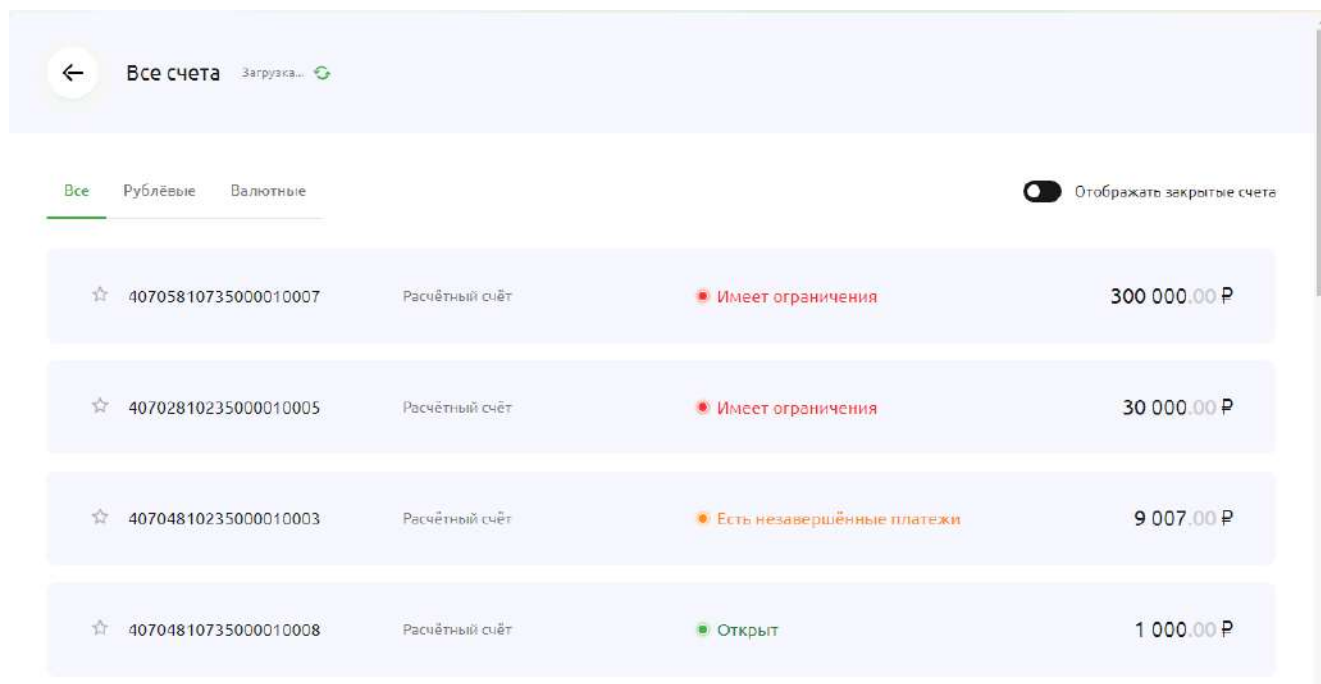 Все счета Загрузка...
Все Рублёвые Валютные Отображать закрытые счета
40705810735000010007 Расчётный счёт Имеет ограничения 300 000.00 ₽
40702810235000010005 Расчётный счёт Имеет ограничения 30 000.00 ₽
40704810235000010003 Расчётный счёт Есть незавершённые платежи 9 007.00 ₽
40704810735000010008 Расчётный счёт Открыт 1 000.00 ₽